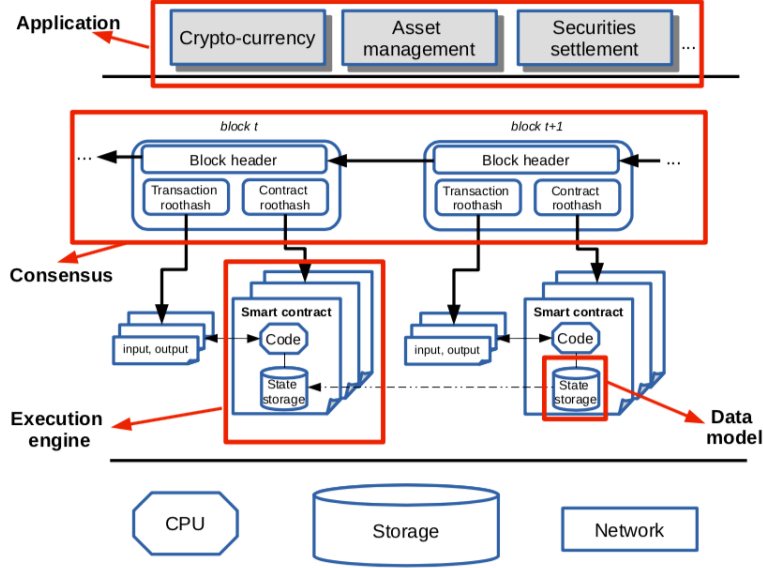 Application
Crypto-currency
Asset
management
Securities
settlement
...
block t
block t+1
...
Block header
Block header
...
Transaction
roothash
Contract
roothash
Transaction
roothash
Contract
roothash
Consensus
Smart contract
Code
input, output
State
storage
Smart contract
Code
input, output
State
storage
Execution
engine
Data
model
CPU
Storage
Network